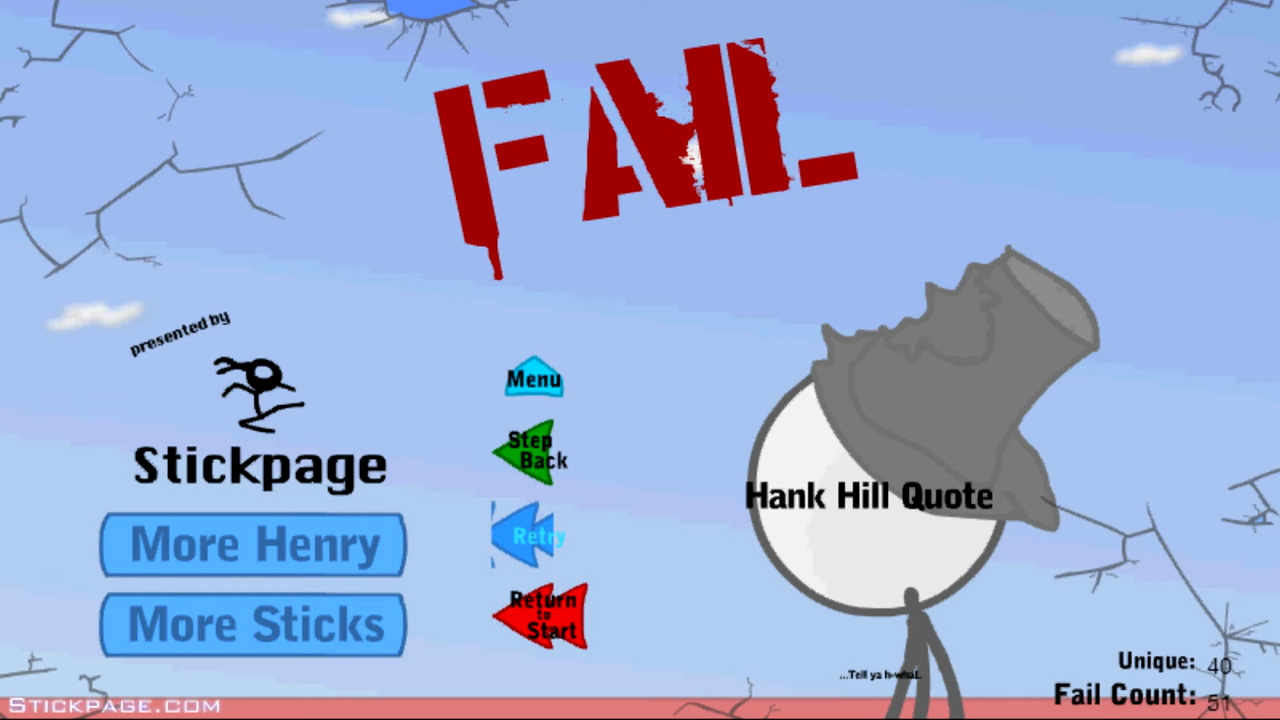 FAIL
presented by
Stickpage
More Henry
More Sticks
Menu
Step
Back
Retry
Return
to
Start
Hank Hill Quote
...Tell ya h-what.
Unique: 40
Fail Count: 51
STICKPAGE.COM